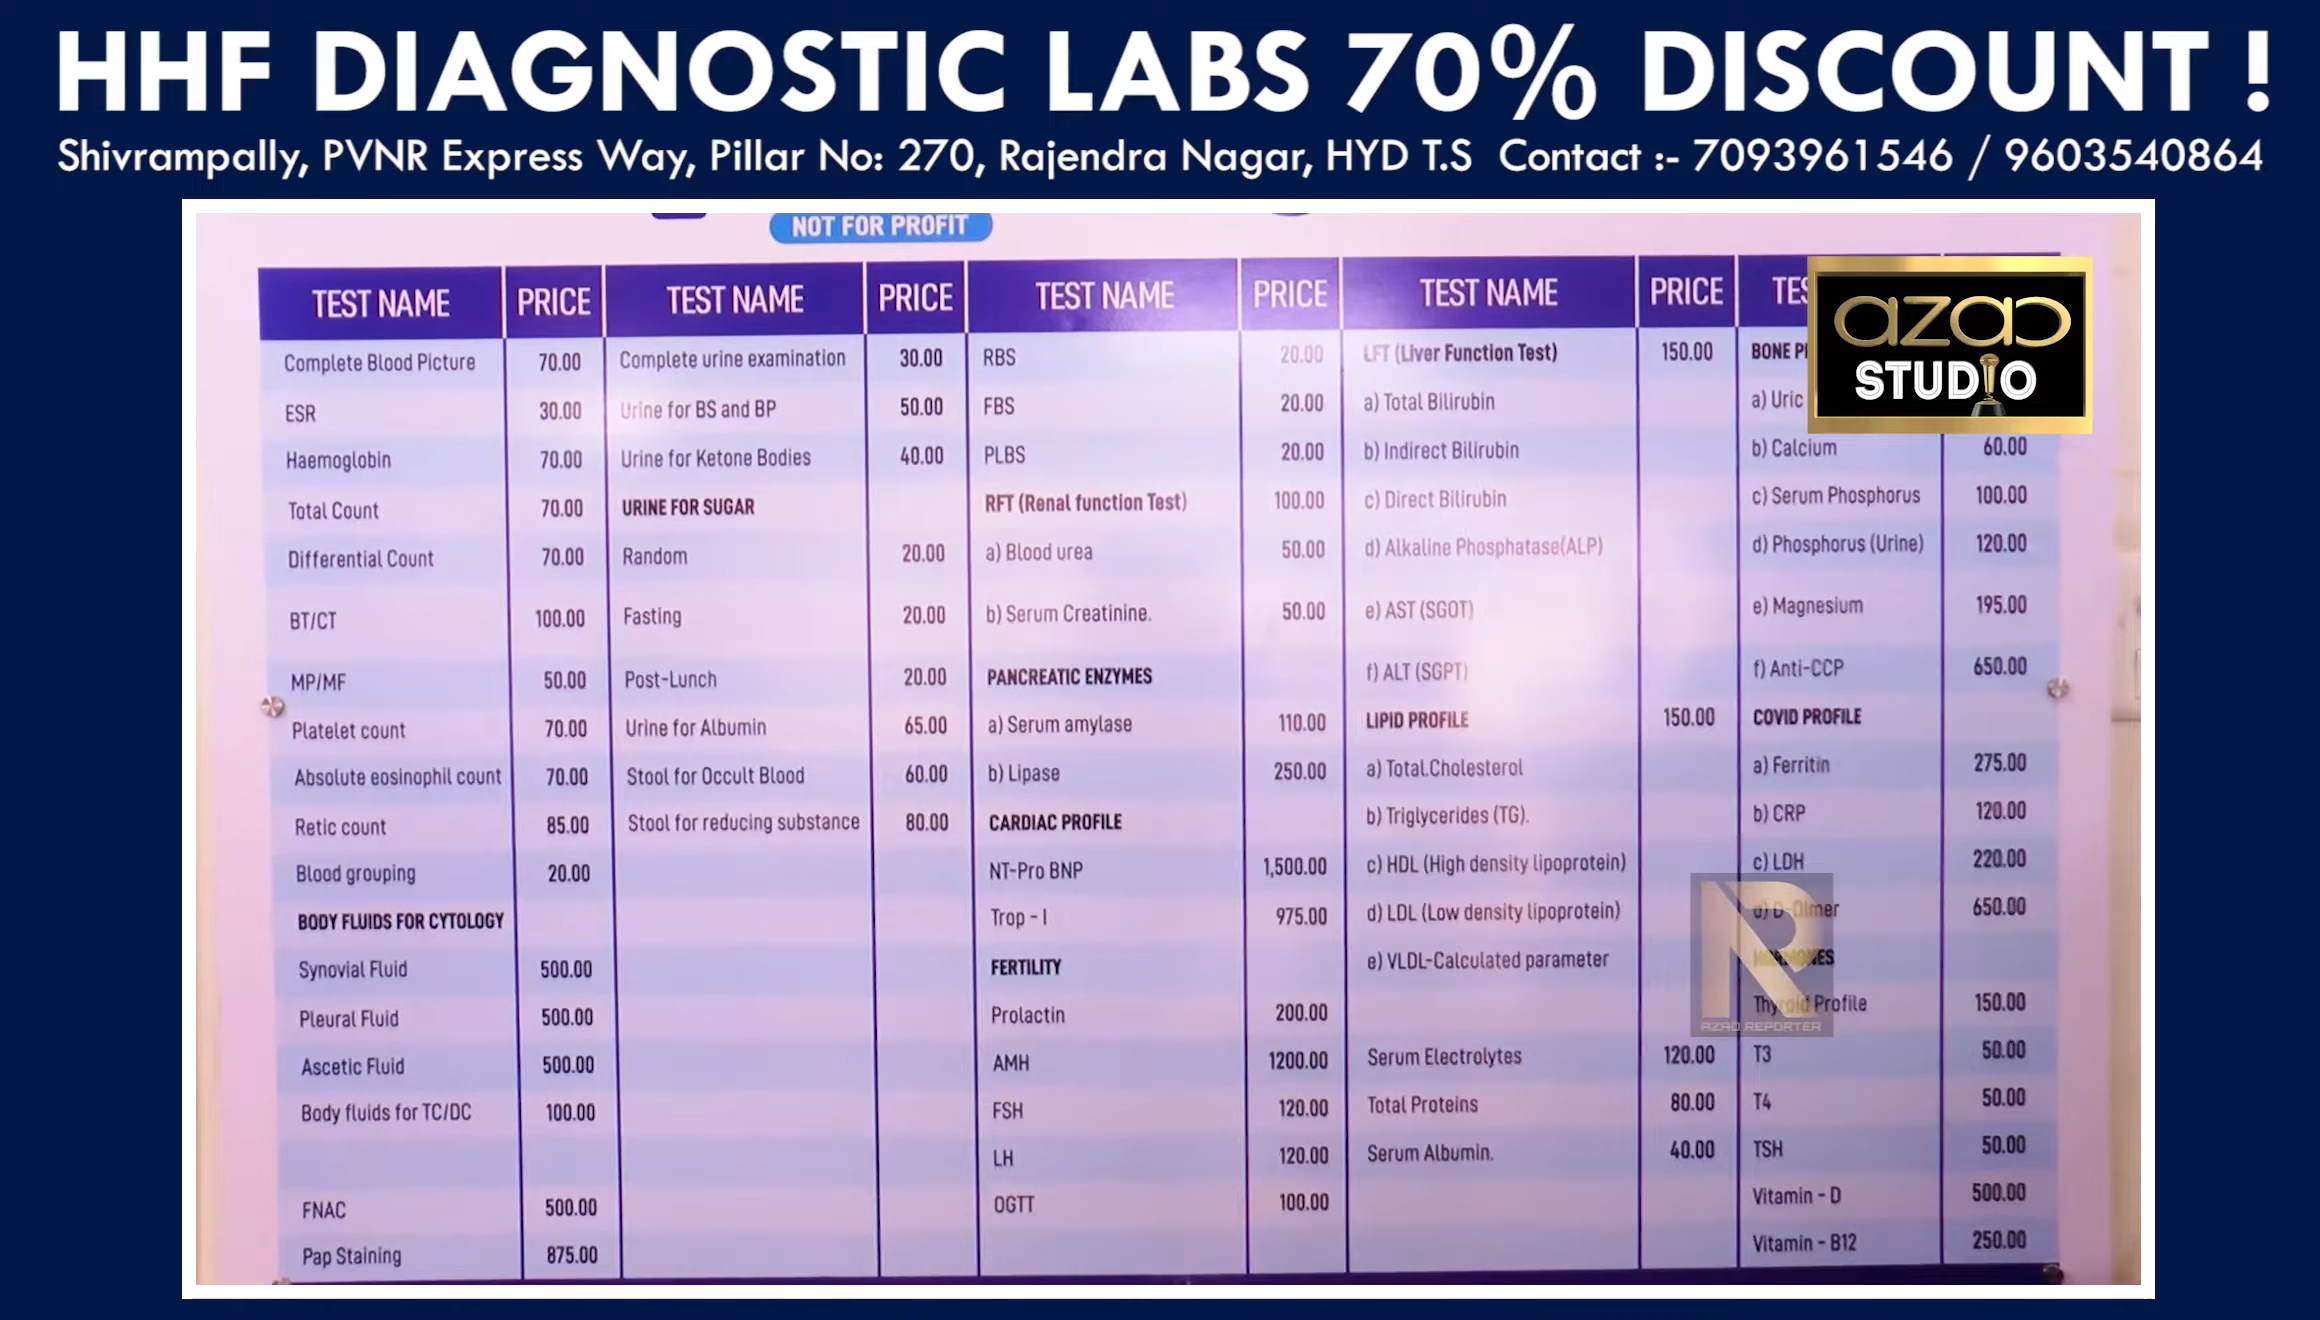 HHF DIAGNOSTIC LABS 70% DISCOUNT !
Shivrampally, PVNR Express Way, Pillar No: 270, Rajendra Nagar, HYD T.S Contact :- 7093961546 / 9603540864
NOT FOR PROFIT
TEST NAME PRICE
Complete Blood Picture 70.00
ESR 30.00
Haemoglobin 70.00
Total Count 70.00
Differential Count 70.00
BT/CT 100.00
MP/MF 50.00
Platelet count 70.00
Absolute eosinophil count 70.00
Retic count 85.00
Blood grouping 20.00
BODY FLUIDS FOR CYTOLOGY
Synovial Fluid 500.00
Pleural Fluid 500.00
Ascetic Fluid 500.00
Body fluids for TC/DC 100.00
FNAC 500.00
Pap Staining 875.00
TEST NAME PRICE
Complete urine examination 30.00
Urine for BS and BP 50.00
Urine for Ketone Bodies 40.00
URINE FOR SUGAR
Random 20.00
Fasting 20.00
Post-Lunch 20.00
Urine for Albumin 65.00
Stool for Occult Blood 60.00
Stool for reducing substance 80.00
TEST NAME PRICE
RBS 20.00
FBS 20.00
PLBS 20.00
RFT (Renal function Test) 100.00
a) Blood urea 50.00
b) Serum Creatinine. 50.00
PANCREATIC ENZYMES
a) Serum amylase 110.00
b) Lipase 250.00
CARDIAC PROFILE
NT-Pro BNP 1,500.00
Trop - I 975.00
FERTILITY
Prolactin 200.00
AMH 1200.00
FSH 120.00
LH 120.00
OGTT 100.00
TEST NAME PRICE
LFT (Liver Function Test) 150.00
a) Total Bilirubin
b) Indirect Bilirubin
c) Direct Bilirubin
d) Alkaline Phosphatase(ALP)
e) AST (SGOT)
f) ALT (SGPT)
LIPID PROFILE 150.00
a) Total.Cholesterol
b) Triglycerides (TG).
c) HDL (High density lipoprotein)
d) LDL (Low density lipoprotein)
e) VLDL-Calculated parameter
Serum Electrolytes 120.00
Total Proteins 80.00
Serum Albumin. 40.00
BONE
a) Uric
b) Calcium 60.00
c) Serum Phosphorus 100.00
d) Phosphorus (Urine) 120.00
e) Magnesium 195.00
f) Anti-CCP 650.00
COVID PROFILE
a) Ferritin 275.00
b) CRP 120.00
c) LDH 220.00
d) D-Dimer 650.00
HORMONES
Thyroid Profile 150.00
T3 50.00
T4 50.00
TSH 50.00
Vitamin - D 500.00
Vitamin - B12 250.00
azad
STUDIO
AZAD REPORTER